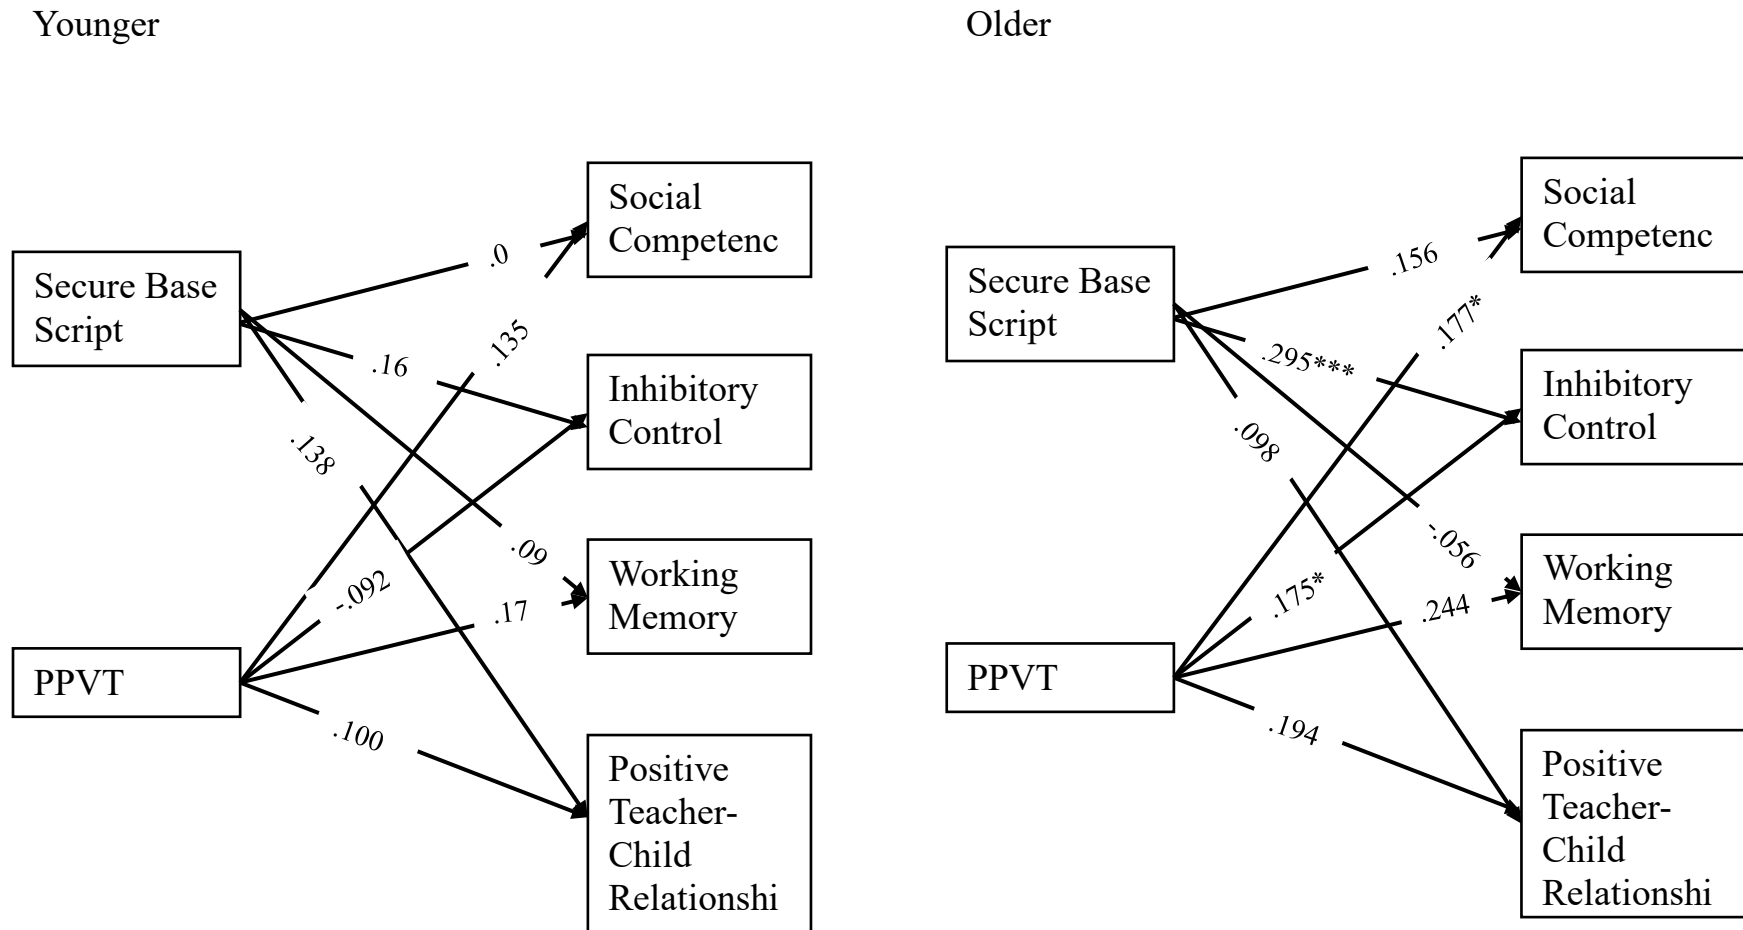 Younger
Secure Base
Script
PPVT
.0
.16
.138
.135
-.092
.09
.17
.100
Social
Competenc
Inhibitory
Control
Working
Memory
Positive
Teacher-
Child
Relationshi
Older
Secure Base
Script
PPVT
.156
.295***
.098
.177*
.175*
-.056
.244
.194
Social
Competenc
Inhibitory
Control
Working
Memory
Positive
Teacher-
Child
Relationshi